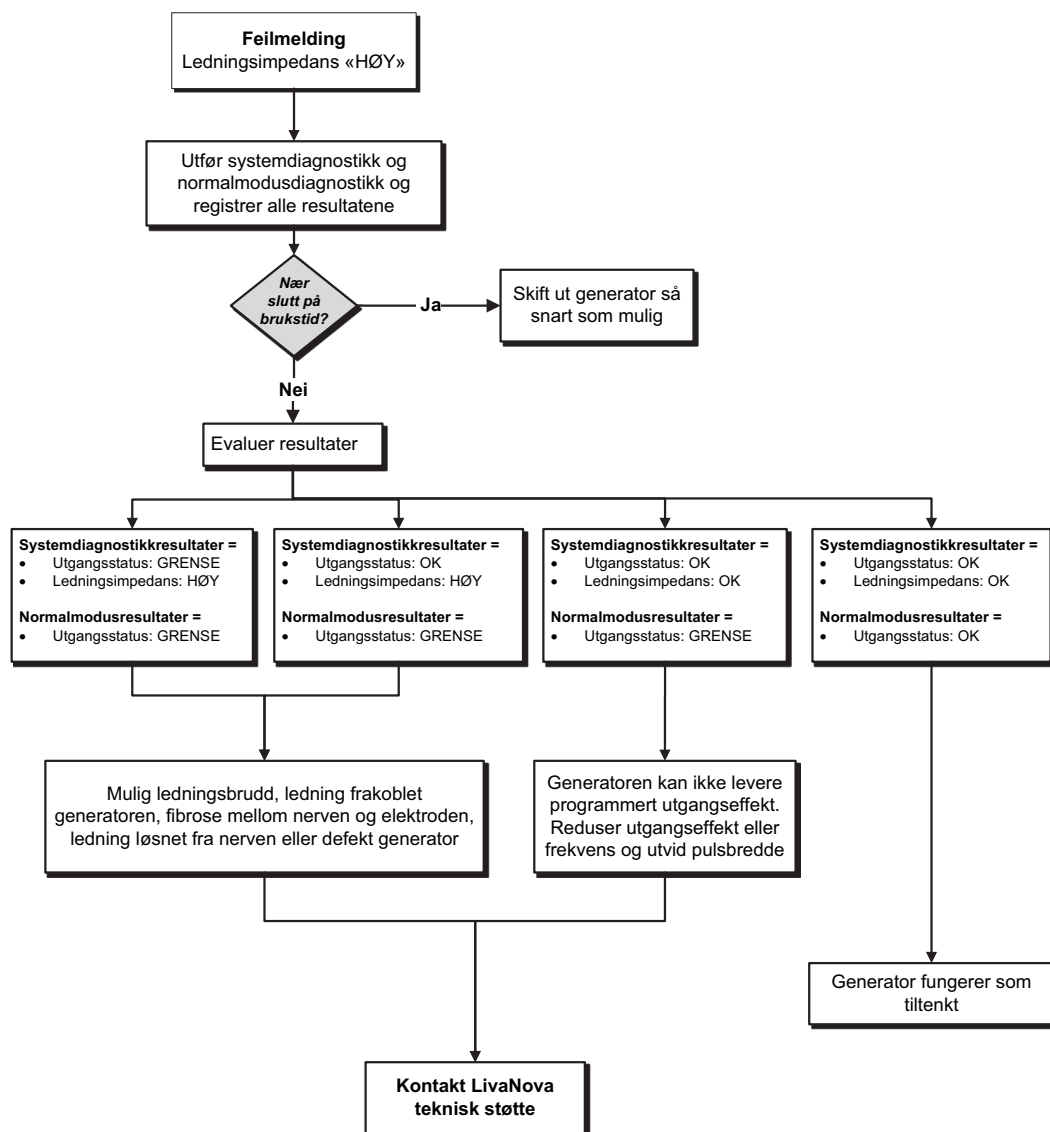 Feilmelding
Ledningsimpedans «HØY»
Utfør systemdiagnostikk og
normalmodusdiagnostikk og
registrer alle resultatene
Nær
slutt på
brukstid?
Ja
Skift ut generator så
snart som mulig
Nei
Evaluer resultater
Systemdiagnostikkresultater =
• Utgangsstatus: GRENSE
• Ledningsimpedans: HØY
Normalmodusresultater =
• Utgangsstatus: GRENSE
Systemdiagnostikkresultater =
• Utgangsstatus: OK
• Ledningsimpedans: HØY
Normalmodusresultater =
• Utgangsstatus: GRENSE
Systemdiagnostikkresultater =
• Utgangsstatus: OK
• Ledningsimpedans: OK
Normalmodusresultater =
• Utgangsstatus: GRENSE
Systemdiagnostikkresultater =
• Utgangsstatus: OK
• Ledningsimpedans: OK
Normalmodusresultater =
• Utgangsstatus: OK
Mulig ledningsbrudd, ledning frakoblet
generatoren, fibrose mellom nerven og elektroden,
ledning løsnet fra nerven eller defekt generator
Generatoren kan ikke levere
programmert utgangseffekt.
Reduser utgangseffekt eller
frekvens og utvid pulsbredde
Generator fungerer som
tiltenkt
Kontakt LivaNova
teknisk støtte